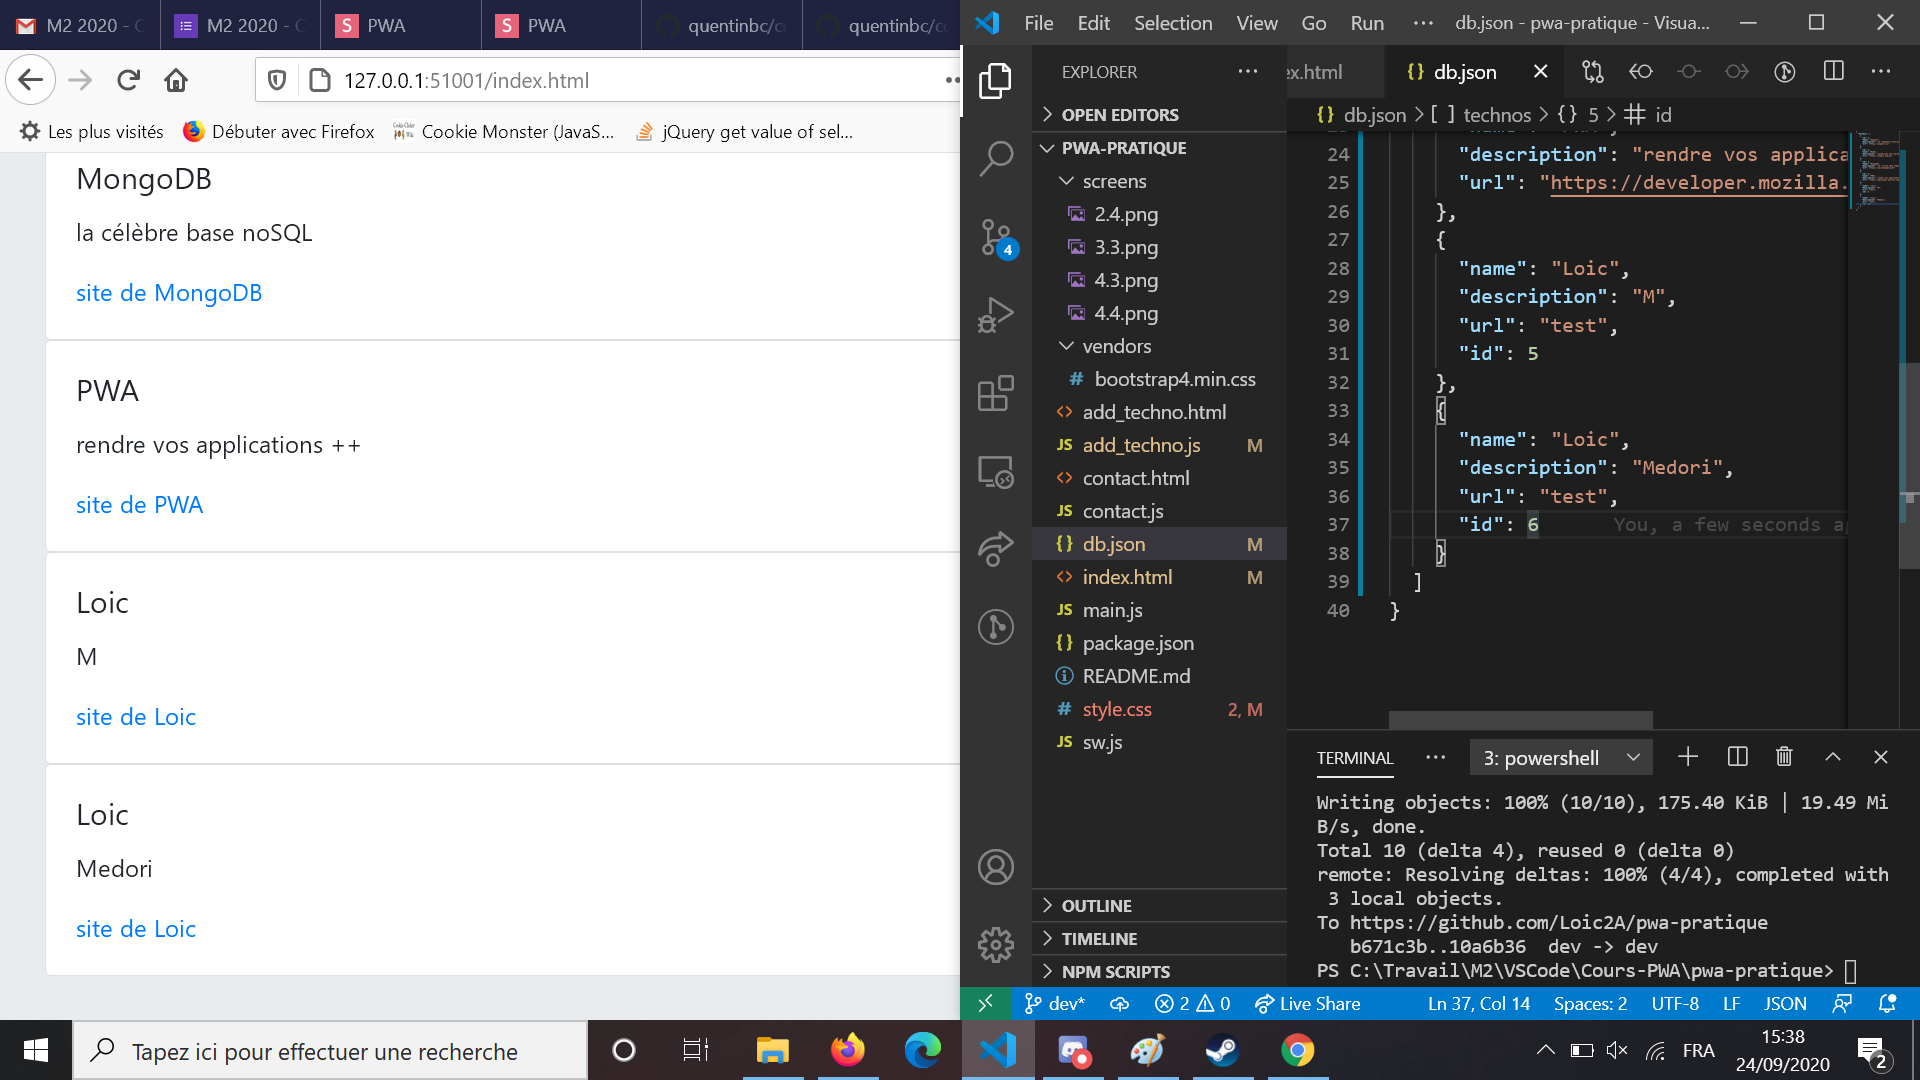 M2 2020 - C
M2 2020 - C
PWA
PWA
quentinbc/c
quentinbc/c
127.0.0.1:51001/index.html
Les plus visités
Débuter avec Firefox
Cookie Monster (JavaS...
jQuery get value of sel...
MongoDB
la célèbre base noSQL
site de MongoDB
PWA
rendre vos applications ++
site de PWA
Loic
M
site de Loic
Loic
Medori
site de Loic
File Edit Selection View Go Run ··· db.json - pwa-pratique - Visua...
EXPLORER
OPEN EDITORS
PWA-PRATIQUE
screens
2.4.png
3.3.png
4.3.png
4.4.png
vendors
# bootstrap4.min.css
<> add_techno.html
JS add_techno.js M
<> contact.html
JS contact.js
{} db.json M
<> index.html M
JS main.js
{} package.json
README.md
# style.css 2, M
JS sw.js
OUTLINE
TIMELINE
NPM SCRIPTS
4
ex.html
{} db.json
{} db.json > [ ] technos > {} 5 > # id
24 "description": "rendre vos applica
25 "url": "https://developer.mozilla.
26 },
27 {
28 "name": "Loic",
29 "description": "M",
30 "url": "test",
31 "id": 5
32 },
33 {
34 "name": "Loic",
35 "description": "Medori",
36 "url": "test",
37 "id": 6 You, a few seconds a
38 }
39 ]
40 }
TERMINAL ··· 3: powershell
Writing objects: 100% (10/10), 175.40 KiB | 19.49 Mi
B/s, done.
Total 10 (delta 4), reused 0 (delta 0)
remote: Resolving deltas: 100% (4/4), completed with
3 local objects.
To https://github.com/Loic2A/pwa-pratique
b671c3b..10a6b36 dev -> dev
PS C:\Travail\M2\VSCode\Cours-PWA\pwa-pratique>
dev* 2 0 Live Share Ln 37, Col 14 Spaces: 2 UTF-8 LF JSON
Tapez ici pour effectuer une recherche
FRA
15:38
24/09/2020
2